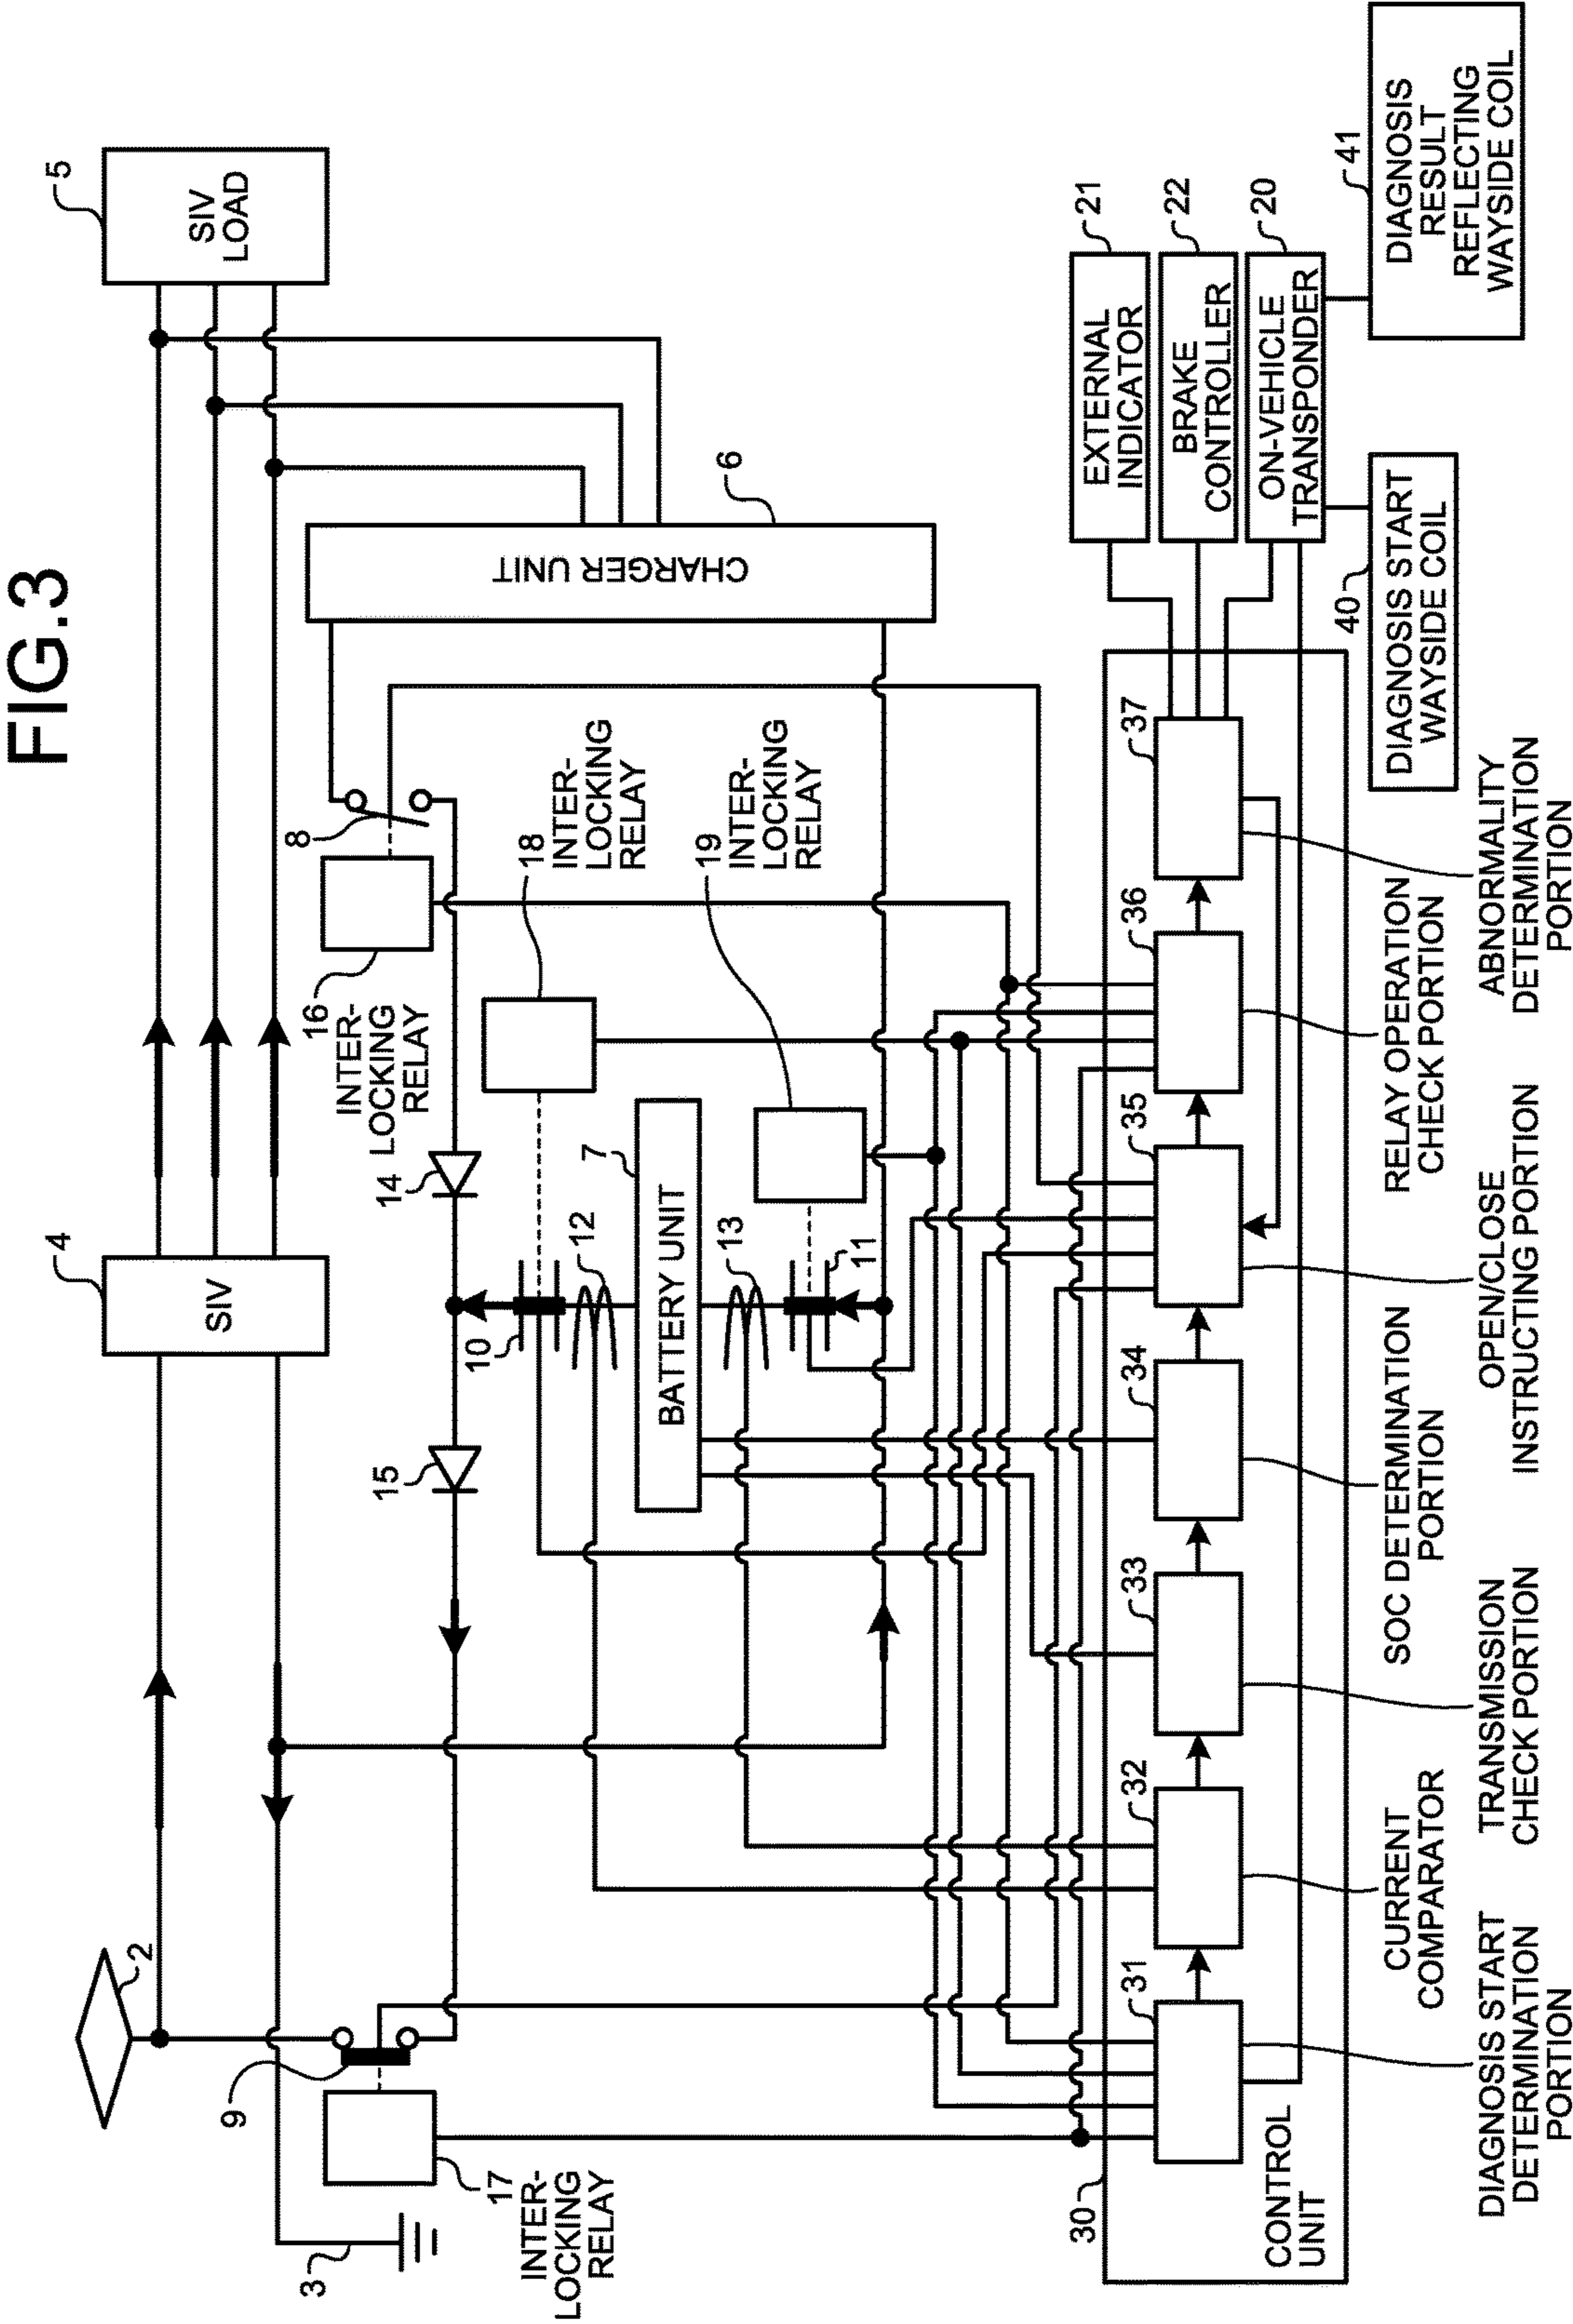 FIG.3
2
4
SIV
5
SIV
LOAD
9
3
17
INTER-
LOCKING
RELAY
15
14
16
INTER-
LOCKING
RELAY
8
CHARGER UNIT
6
10
12
18
INTER-
LOCKING
RELAY
7
BATTERY UNIT
13
11
19
INTER-
LOCKING
RELAY
21
EXTERNAL
INDICATOR
22
BRAKE
CONTROLLER
20
ON-VEHICLE
TRANSPONDER
30
CONTROL
UNIT
31
32
33
34
35
36
37
40
DIAGNOSIS START
WAYSIDE COIL
41
DIAGNOSIS
RESULT
REFLECTING
WAYSIDE COIL
DIAGNOSIS START
DETERMINATION
PORTION
CURRENT
COMPARATOR
TRANSMISSION
CHECK PORTION
SOC DETERMINATION
PORTION
OPEN/CLOSE
INSTRUCTING PORTION
RELAY OPERATION
CHECK PORTION
ABNORMALITY
DETERMINATION
PORTION